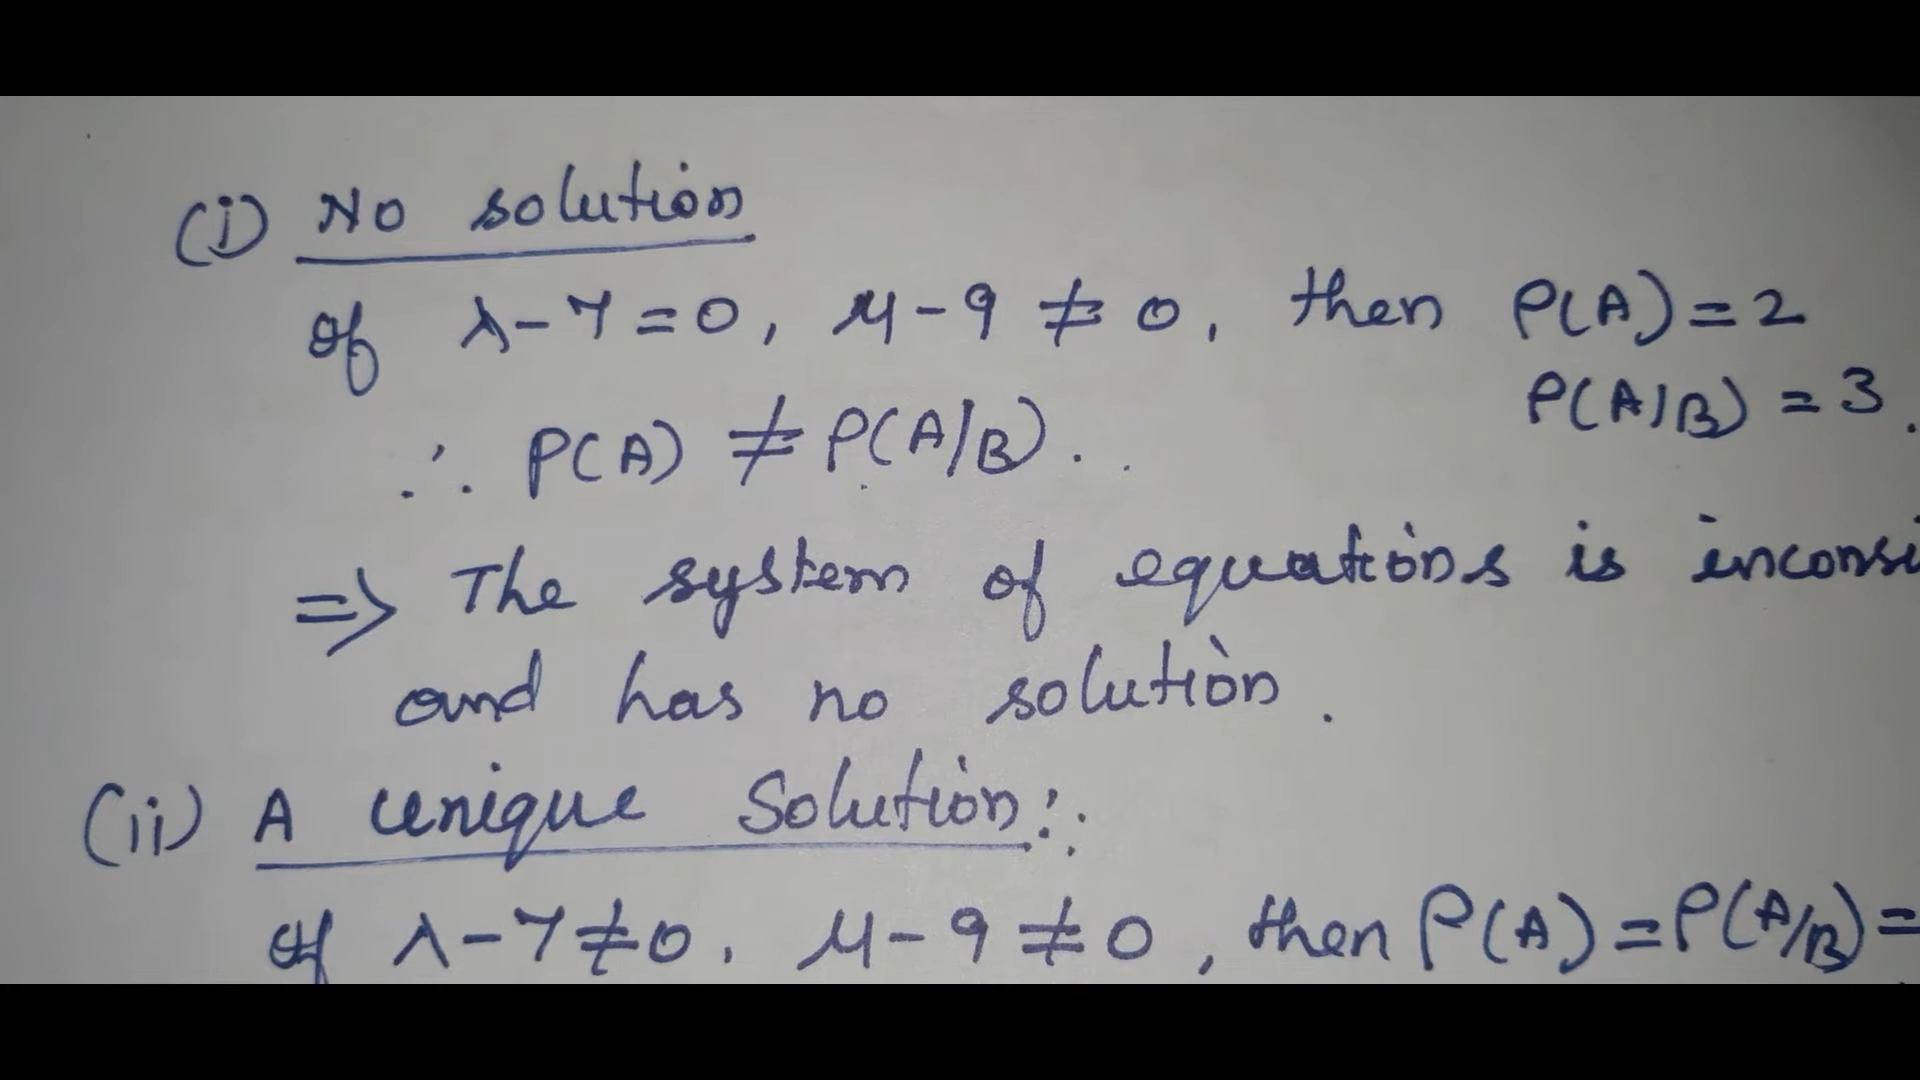 (i) No solution
If λ-7=0, μ-9 ≠ 0, then ρ(A)=2
ρ(A/B) = 3.
∴ ρ(A) ≠ ρ(A/B).
=> The system of equations is inconsi
and has no solution.
(ii) A unique Solution:
If λ-7≠0, μ-9≠0, then ρ(A)=ρ(A/B)=